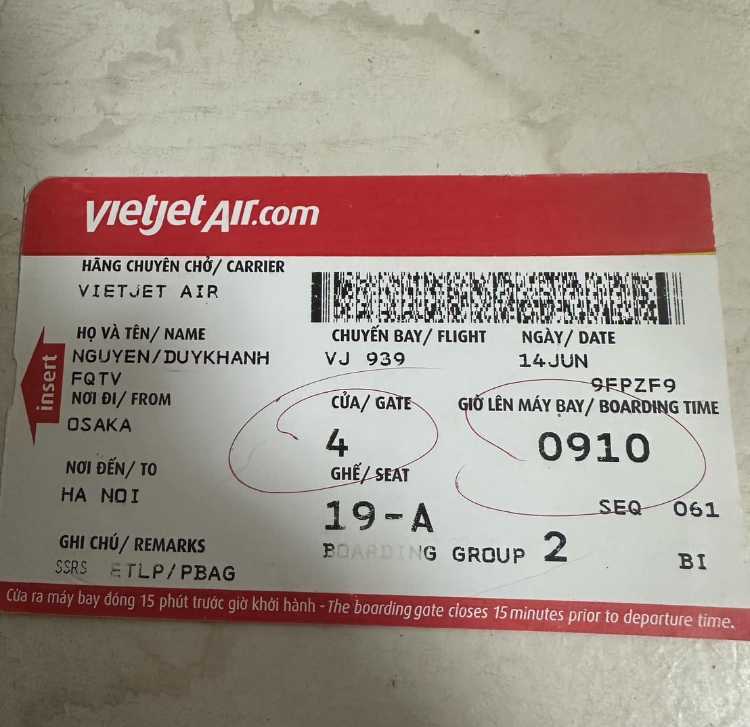 vietjetAir.com
HÃNG CHUYÊN CHỞ/ CARRIER
VIETJET AIR
HỌ VÀ TÊN/ NAME
NGUYEN/DUYKHANH
FQTV
CHUYẾN BAY/ FLIGHT
VJ 939
NGÀY/ DATE
14JUN
9FPZF9
insert
NƠI ĐI/ FROM
OSAKA
CỬA/ GATE
4
GIỜ LÊN MÁY BAY/ BOARDING TIME
0910
NƠI ĐẾN/ TO
HA NOI
GHẾ/ SEAT
19-A
SEQ 061
GHI CHÚ/ REMARKS
SSRS ETLP/PBAG
BOARDING GROUP 2
BI
Cửa ra máy bay đóng 15 phút trước giờ khởi hành - The boarding gate closes 15 minutes prior to departure time.